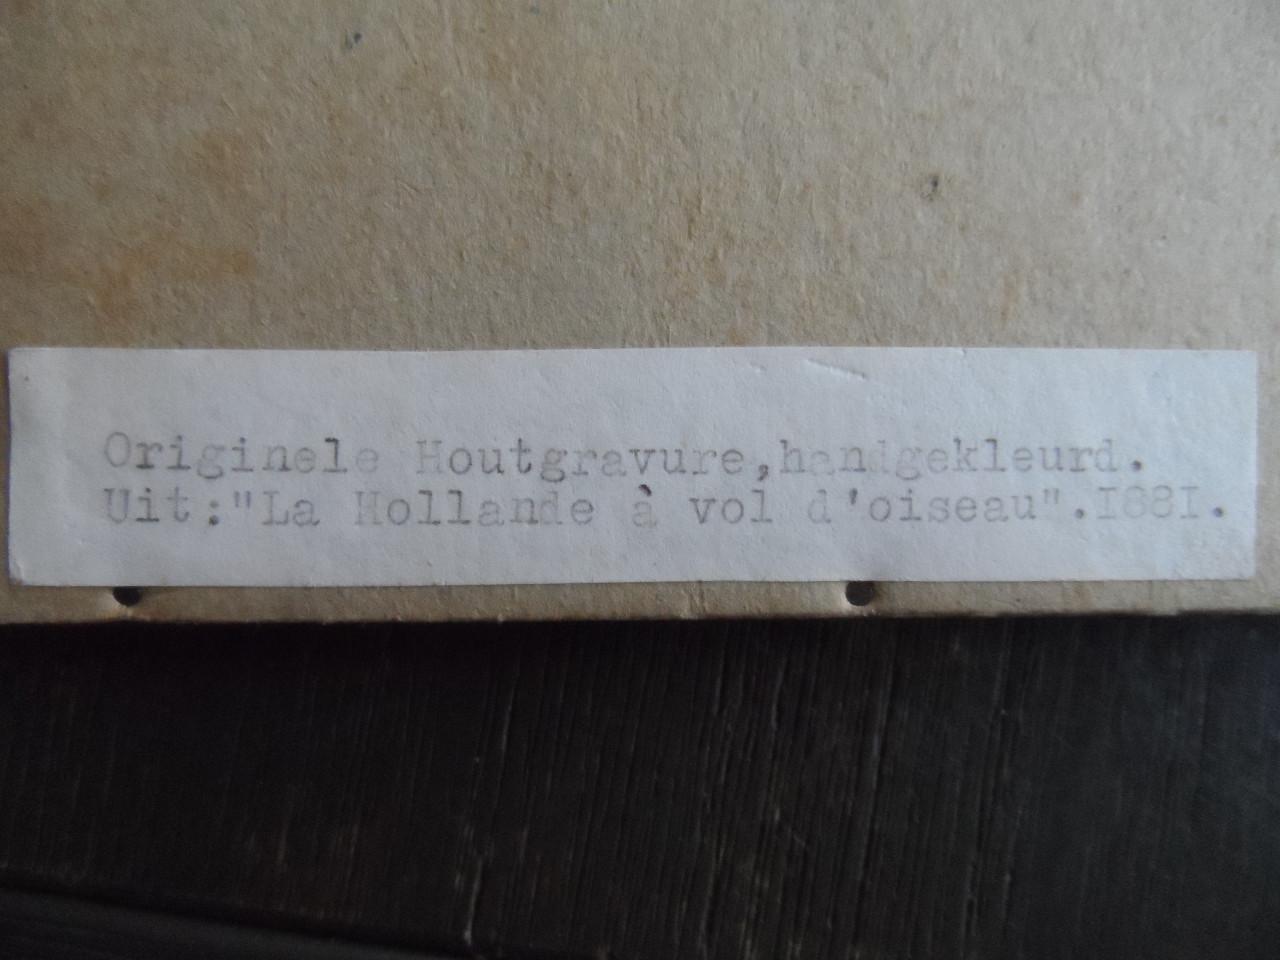 Originele Houtgravure,handgekleurd.
Uit:"La Hollande à vol d'oiseau".I88I.